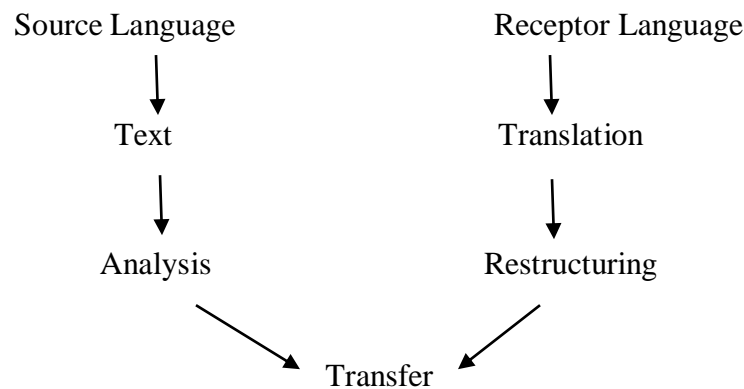 Source Language Receptor Language
Text Translation
Analysis Restructuring
Transfer